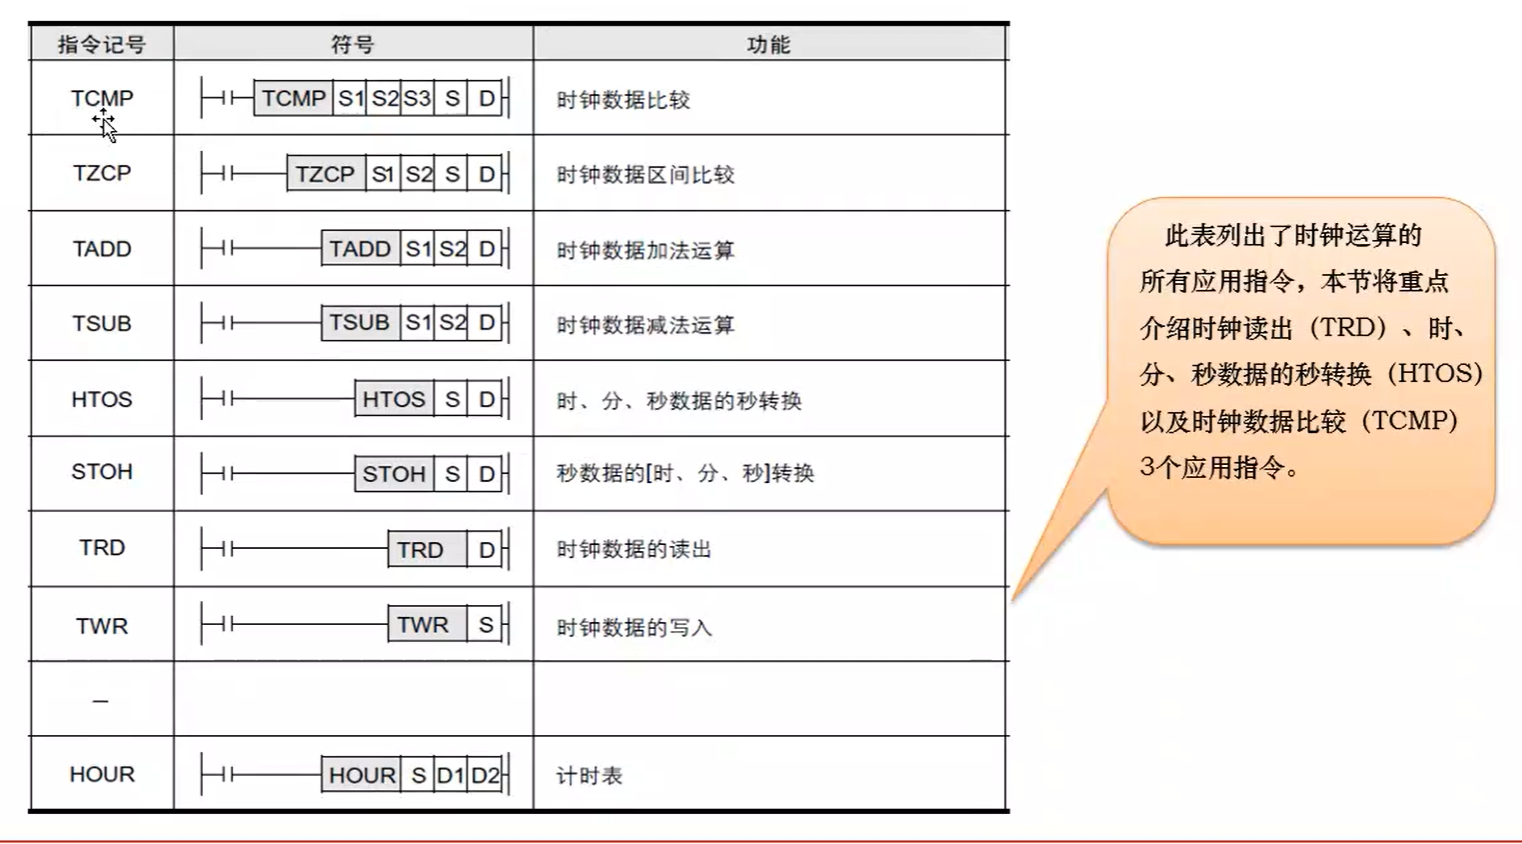 指令记号 符号 功能
TCMP TCMP S1 S2 S3 S D 时钟数据比较
TZCP TZCP S1 S2 S D 时钟数据区间比较
TADD TADD S1 S2 D 时钟数据加法运算
TSUB TSUB S1 S2 D 时钟数据减法运算
HTOS HTOS S D 时、分、秒数据的秒转换
STOH STOH S D 秒数据的[时、分、秒]转换
TRD TRD D 时钟数据的读出
TWR TWR S 时钟数据的写入
—
HOUR HOUR S D1 D2 计时表
此表列出了时钟运算的
所有应用指令，本节将重点
介绍时钟读出（TRD）、时、
分、秒数据的秒转换（HTOS）
以及时钟数据比较（TCMP）
3个应用指令。